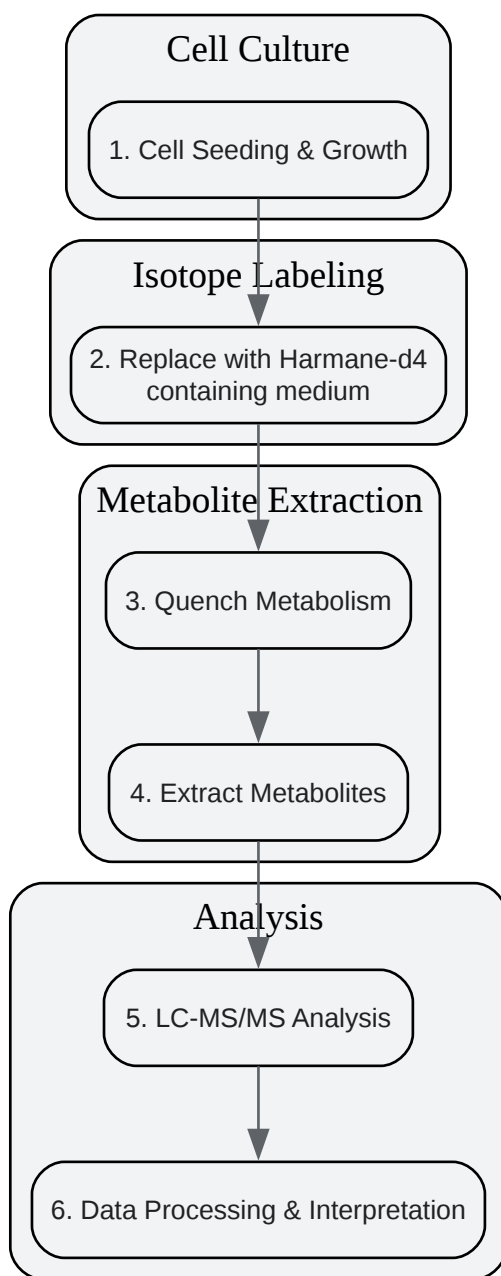 Cell Culture
1. Cell Seeding & Growth
Isotope Labeling
2. Replace with Harmane-d4
containing medium
Metabolite Extraction
3. Quench Metabolism
4. Extract Metabolites
Analysis
5. LC-MS/MS Analysis
6. Data Processing & Interpretation